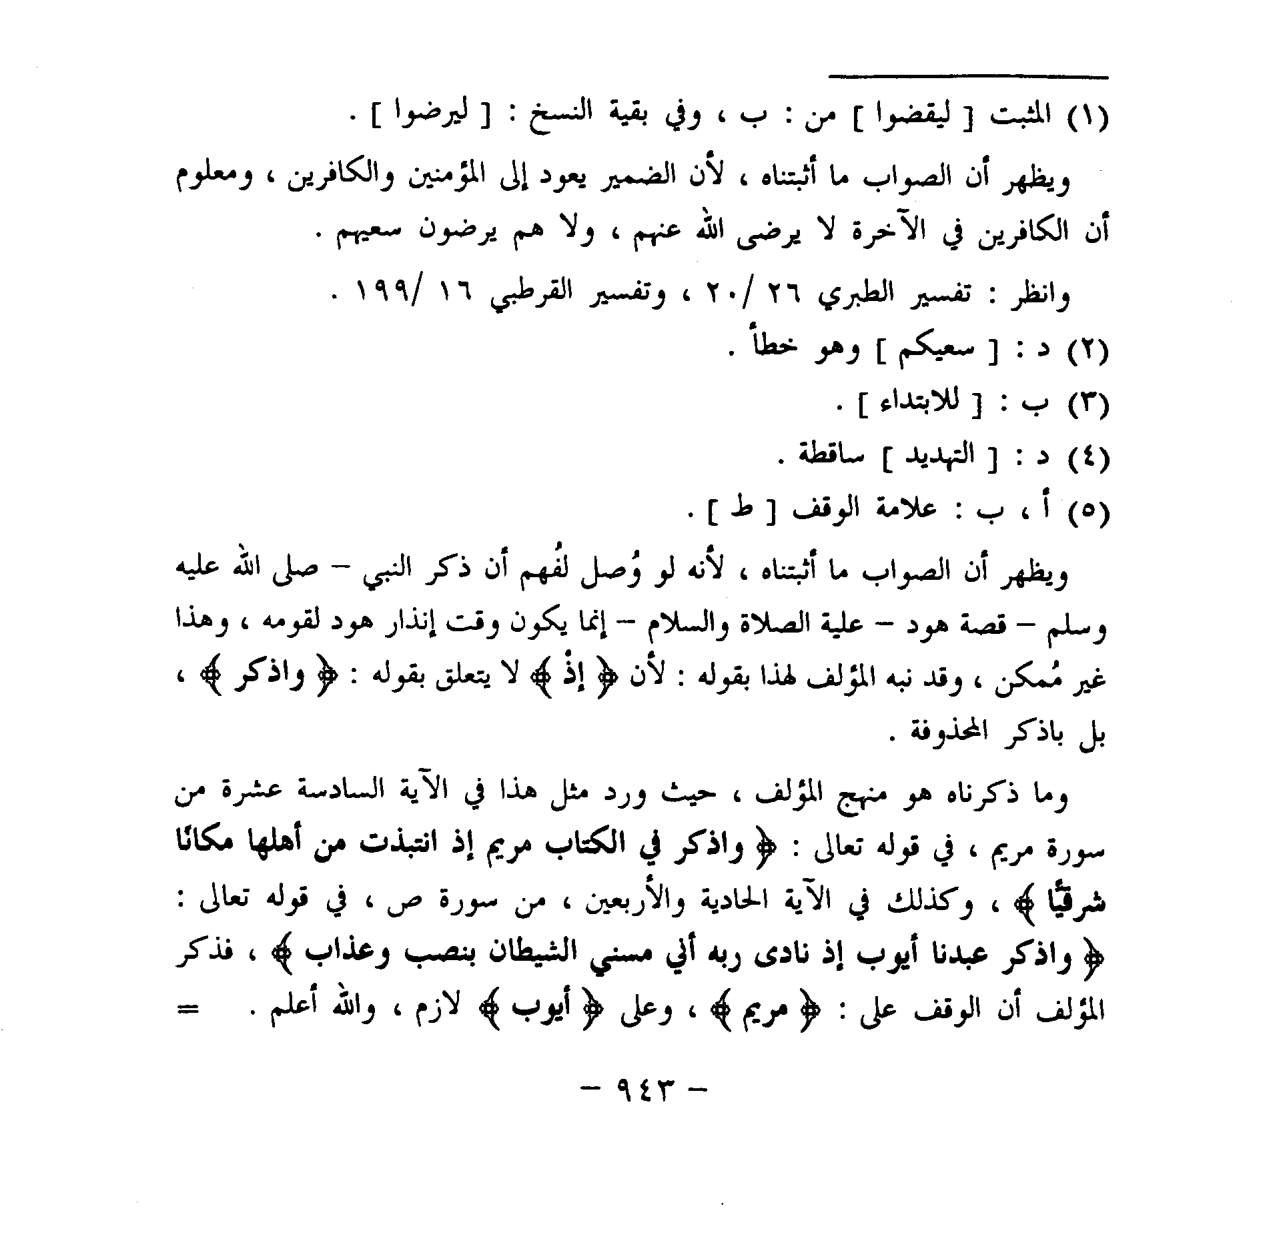 (١) المثبت [ ليقضوا ] من : ب ، وفي بقية النسخ : [ ليرضوا ] .
ويظهر أن الصواب ما أثبتناه ، لأن الضمير يعود إلى المؤمنين والكافرين ، ومعلوم
أن الكافرين في الآخرة لا يرضى الله عنهم ، ولا هم يرضون سعيهم .
وانظر : تفسير الطبري ٢٦ /٢٠ ، وتفسير القرطبي ١٦ /١٩٩ .
(٢) د : [ سعيكم ] وهو خطأ .
(٣) ب : [ للابتداء ] .
(٤) د : [ التهديد ] ساقطة .
(٥) أ ، ب : علامة الوقف [ ط ] .
ويظهر أن الصواب ما أثبتناه ، لأنه لو وُصل لفُهم أن ذكر النبي – صلى الله عليه
وسلم – قصة هود – علية الصلاة والسلام – إنما يكون وقت إنذار هود لقومه ، وهذا
غير مُمكن ، وقد نبه المؤلف لهذا بقوله : لأن ﴿ إذْ ﴾ لا يتعلق بقوله : ﴿ واذكر ﴾ ،
بل باذكر المحذوفة .
وما ذكرناه هو منهج المؤلف ، حيث ورد مثل هذا في الآية السادسة عشرة من
سورة مريم ، في قوله تعالى : ﴿ واذكر في الكتاب مريم إذ انتبذت من أهلها مكانًا
شرقيًّا ﴾ ، وكذلك في الآية الحادية والأربعين ، من سورة ص ، في قوله تعالى :
﴿ واذكر عبدنا أيوب إذ نادى ربه أني مسني الشيطان بنصب وعذاب ﴾ ، فذكر
المؤلف أن الوقف على : ﴿ مريم ﴾ ، وعلى ﴿ أيوب ﴾ لازم ، والله أعلم . =
– ٩٤٣ –